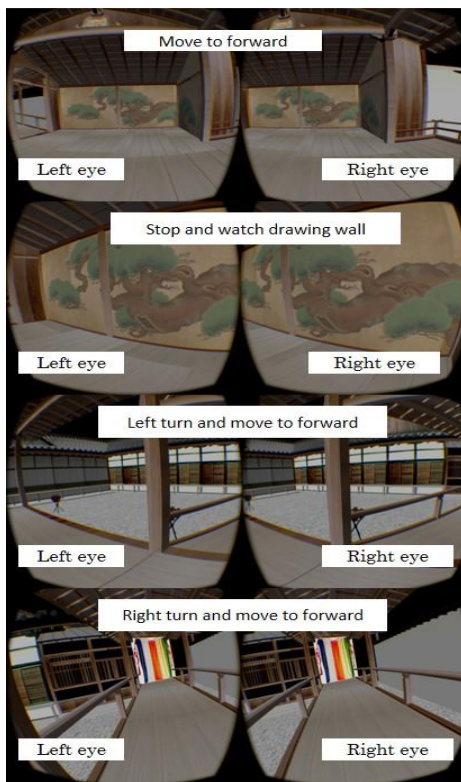 Move to forward
Left eye
Right eye
Stop and watch drawing wall
Left eye
Right eye
Left turn and move to forward
Left eye
Right eye
Right turn and move to forward
Left eye
Right eye